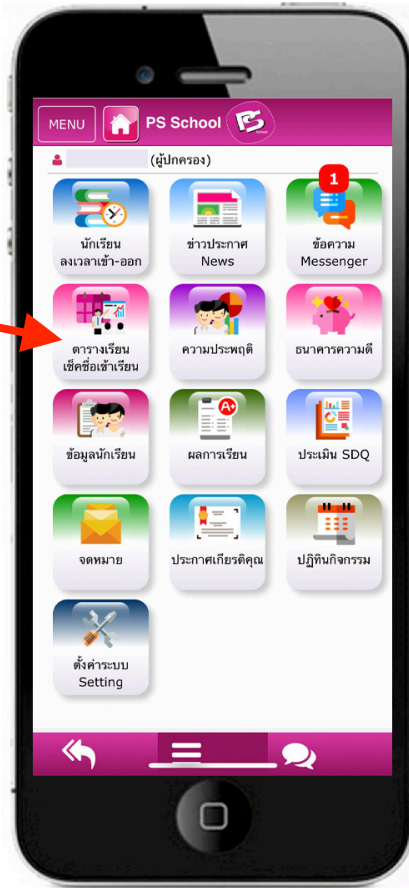 MENU
PS School
PS
(ผู้ปกครอง)
1
นักเรียน
ลงเวลาเข้า-ออก
ข่าวประกาศ
News
ข้อความ
Messenger
ตารางเรียน
เช็คชื่อเข้าเรียน
ความประพฤติ
ธนาคารความดี
A+
ข้อมูลนักเรียน
ผลการเรียน
ประเมิน SDQ
จดหมาย
ประกาศเกียรติคุณ
ปฏิทินกิจกรรม
ตั้งค่าระบบ
Setting